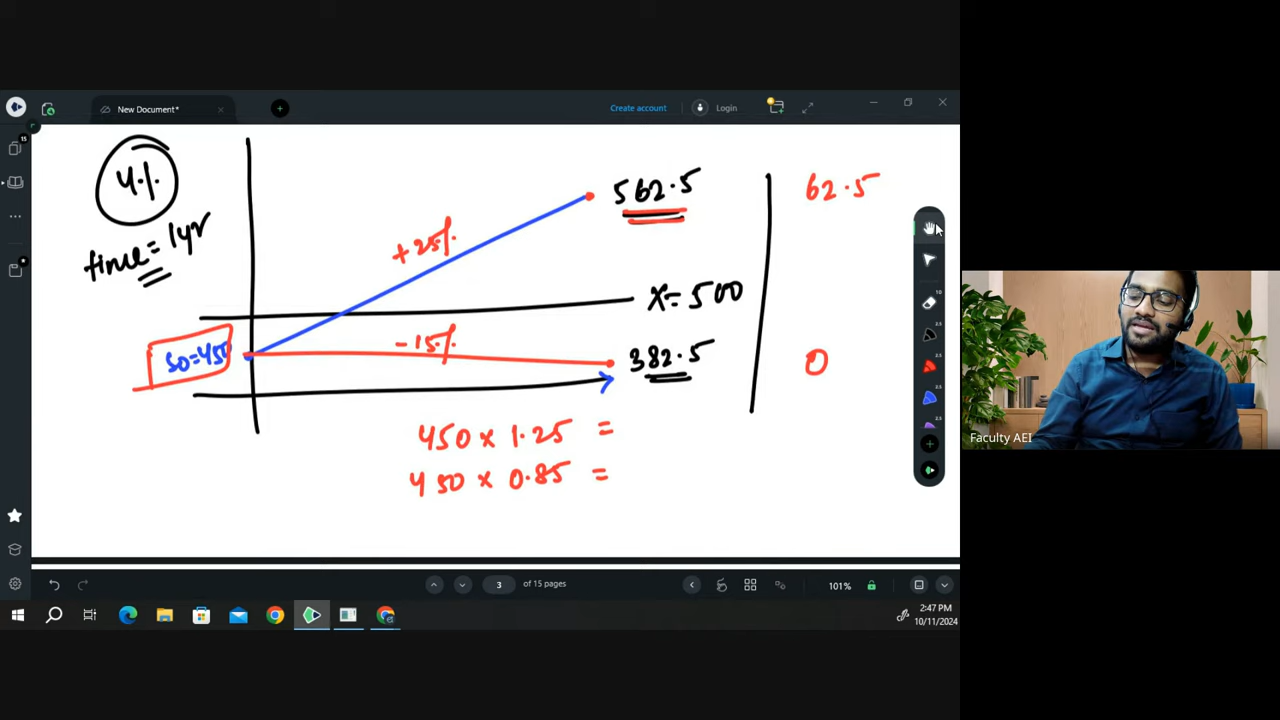 New Document*
Create account
Login
4%
time = 1yr
+25%
562.5
62.5
X = 500
S0=450
-15%
382.5
0
450 x 1.25 =
450 x 0.85 =
Faculty AEI
3 of 15 pages
101%
2:47 PM
10/11/2024